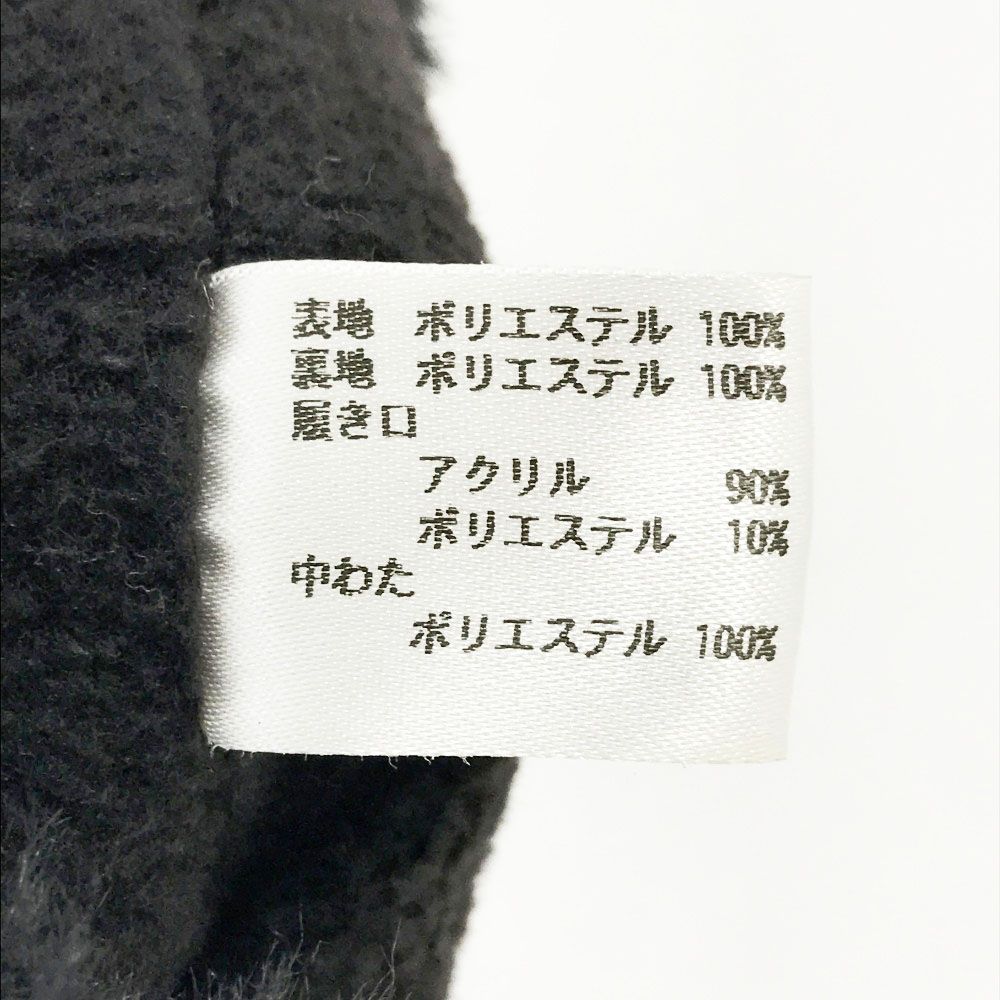 表地 ポリエステル 100%
裏地 ポリエステル 100%
履き口
アクリル 90%
ポリエステル 10%
中わた
ポリエステル 100%